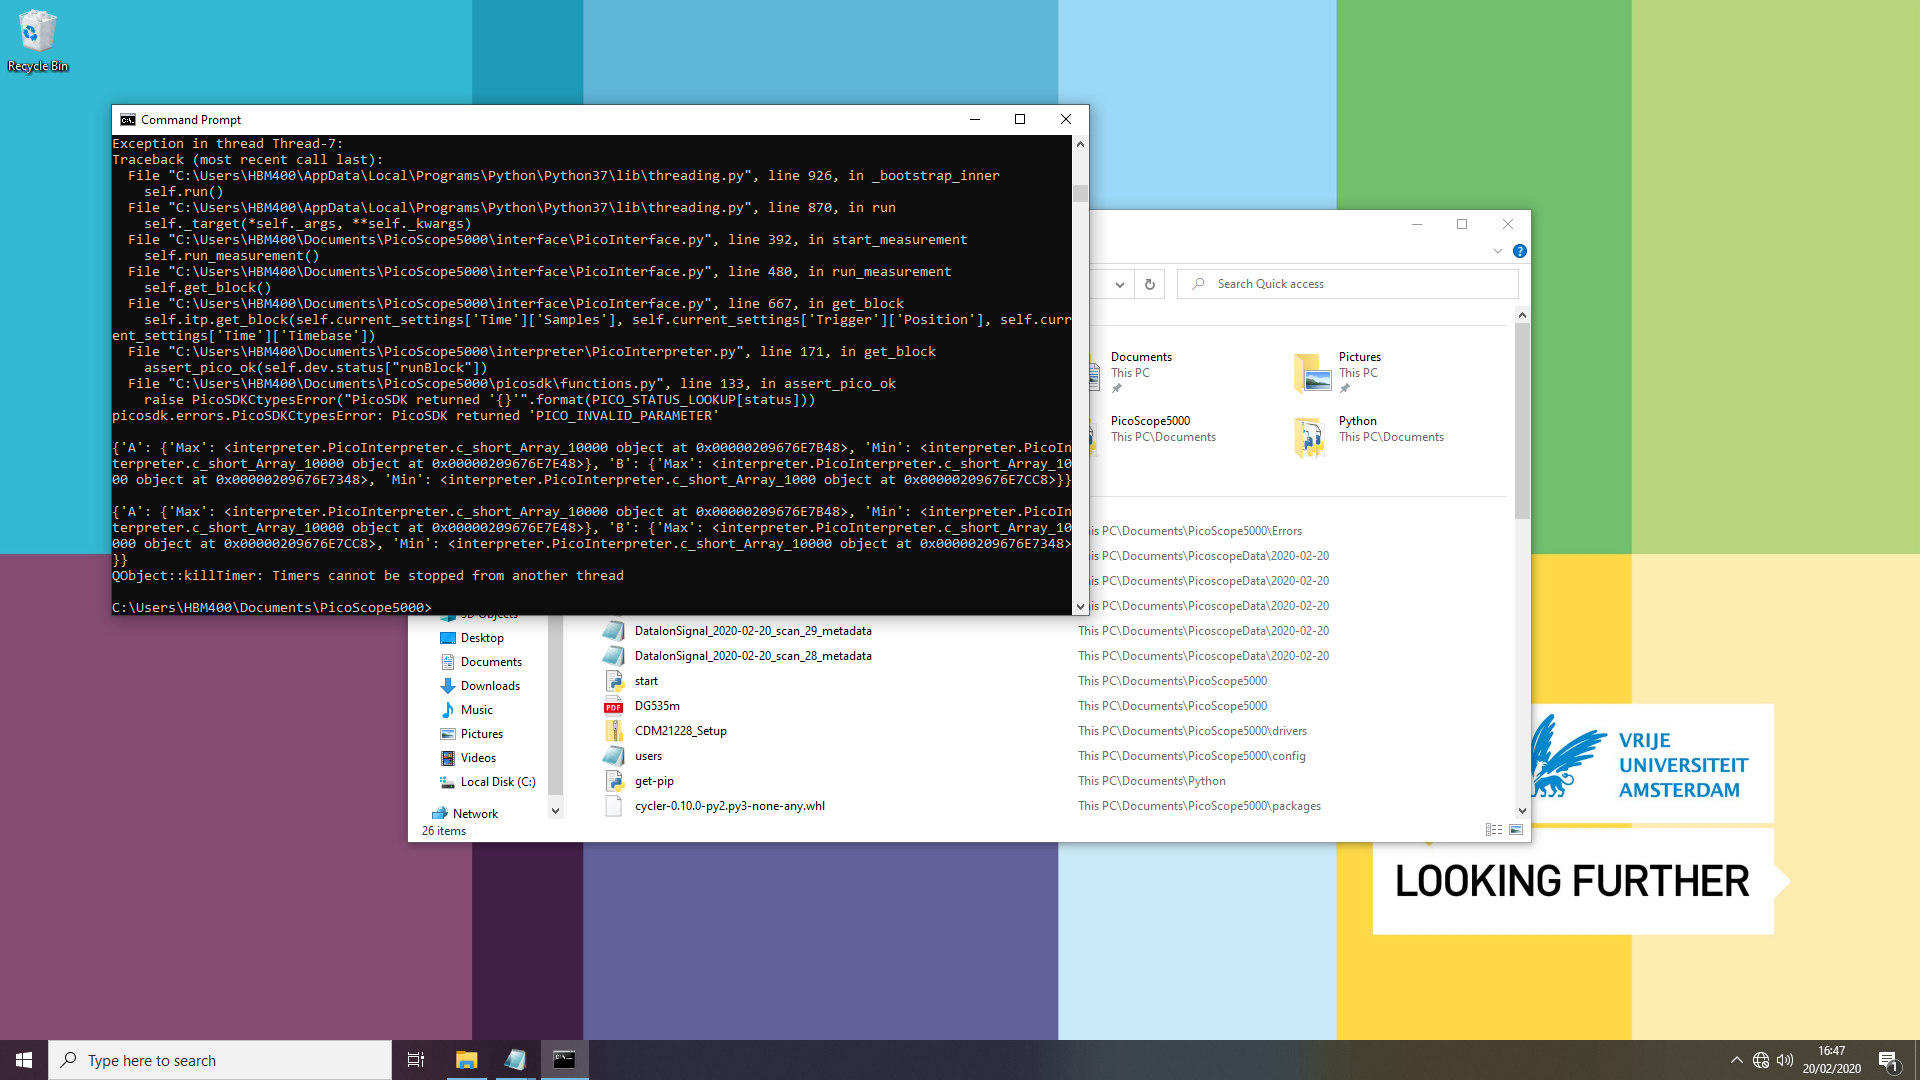 Recycle Bin
Command Prompt
Exception in thread Thread-7:
Traceback (most recent call last):
  File "C:\Users\HBM400\AppData\Local\Programs\Python\Python37\lib\threading.py", line 926, in _bootstrap_inner
    self.run()
  File "C:\Users\HBM400\AppData\Local\Programs\Python\Python37\lib\threading.py", line 870, in run
    self._target(*self._args, **self._kwargs)
  File "C:\Users\HBM400\Documents\PicoScope5000\interface\PicoInterface.py", line 392, in start_measurement
    self.run_measurement()
  File "C:\Users\HBM400\Documents\PicoScope5000\interface\PicoInterface.py", line 480, in run_measurement
    self.get_block()
  File "C:\Users\HBM400\Documents\PicoScope5000\interface\PicoInterface.py", line 667, in get_block
    self.itp.get_block(self.current_settings['Time']['Samples'], self.current_settings['Trigger']['Position'], self.curr
ent_settings['Time']['Timebase'])
  File "C:\Users\HBM400\Documents\PicoScope5000\interpreter\PicoInterpreter.py", line 171, in get_block
    assert_pico_ok(self.dev.status["runBlock"])
  File "C:\Users\HBM400\Documents\PicoScope5000\picosdk\functions.py", line 133, in assert_pico_ok
    raise PicoSDKCtypesError("PicoSDK returned '{}'".format(PICO_STATUS_LOOKUP[status]))
picosdk.errors.PicoSDKCtypesError: PicoSDK returned 'PICO_INVALID_PARAMETER'
{'A': {'Max': <interpreter.PicoInterpreter.c_short_Array_10000 object at 0x00000209676E7B48>, 'Min': <interpreter.PicoIn
terpreter.c_short_Array_10000 object at 0x00000209676E7E48>}, 'B': {'Max': <interpreter.PicoInterpreter.c_short_Array_10
00 object at 0x00000209676E7348>, 'Min': <interpreter.PicoInterpreter.c_short_Array_1000 object at 0x00000209676E7CC8>}}
{'A': {'Max': <interpreter.PicoInterpreter.c_short_Array_10000 object at 0x00000209676E7B48>, 'Min': <interpreter.PicoIn
terpreter.c_short_Array_10000 object at 0x00000209676E7E48>}, 'B': {'Max': <interpreter.PicoInterpreter.c_short_Array_10
000 object at 0x00000209676E7CC8>, 'Min': <interpreter.PicoInterpreter.c_short_Array_10000 object at 0x00000209676E7348>
}}
QObject::killTimer: Timers cannot be stopped from another thread
C:\Users\HBM400\Documents\PicoScope5000>
Search Quick access
Documents
This PC
Pictures
This PC
PicoScope5000
This PC\Documents
Python
This PC\Documents
is PC\Documents\PicoScope5000\Errors
is PC\Documents\PicoscopeData\2020-02-20
is PC\Documents\PicoscopeData\2020-02-20
is PC\Documents\PicoscopeData\2020-02-20
3D Objects
Desktop
Documents
Downloads
Music
Pictures
Videos
Local Disk (C:)
Network
26 items
DataIonSignal_2020-02-20_scan_29_metadata This PC\Documents\PicoscopeData\2020-02-20
DataIonSignal_2020-02-20_scan_28_metadata This PC\Documents\PicoscopeData\2020-02-20
start This PC\Documents\PicoScope5000
DG535m This PC\Documents\PicoScope5000
CDM21228_Setup This PC\Documents\PicoScope5000\drivers
users This PC\Documents\PicoScope5000\config
get-pip This PC\Documents\Python
cycler-0.10.0-py2.py3-none-any.whl This PC\Documents\PicoScope5000\packages
VRIJE
UNIVERSITEIT
AMSTERDAM
LOOKING FURTHER
Type here to search
16:47
20/02/2020
1